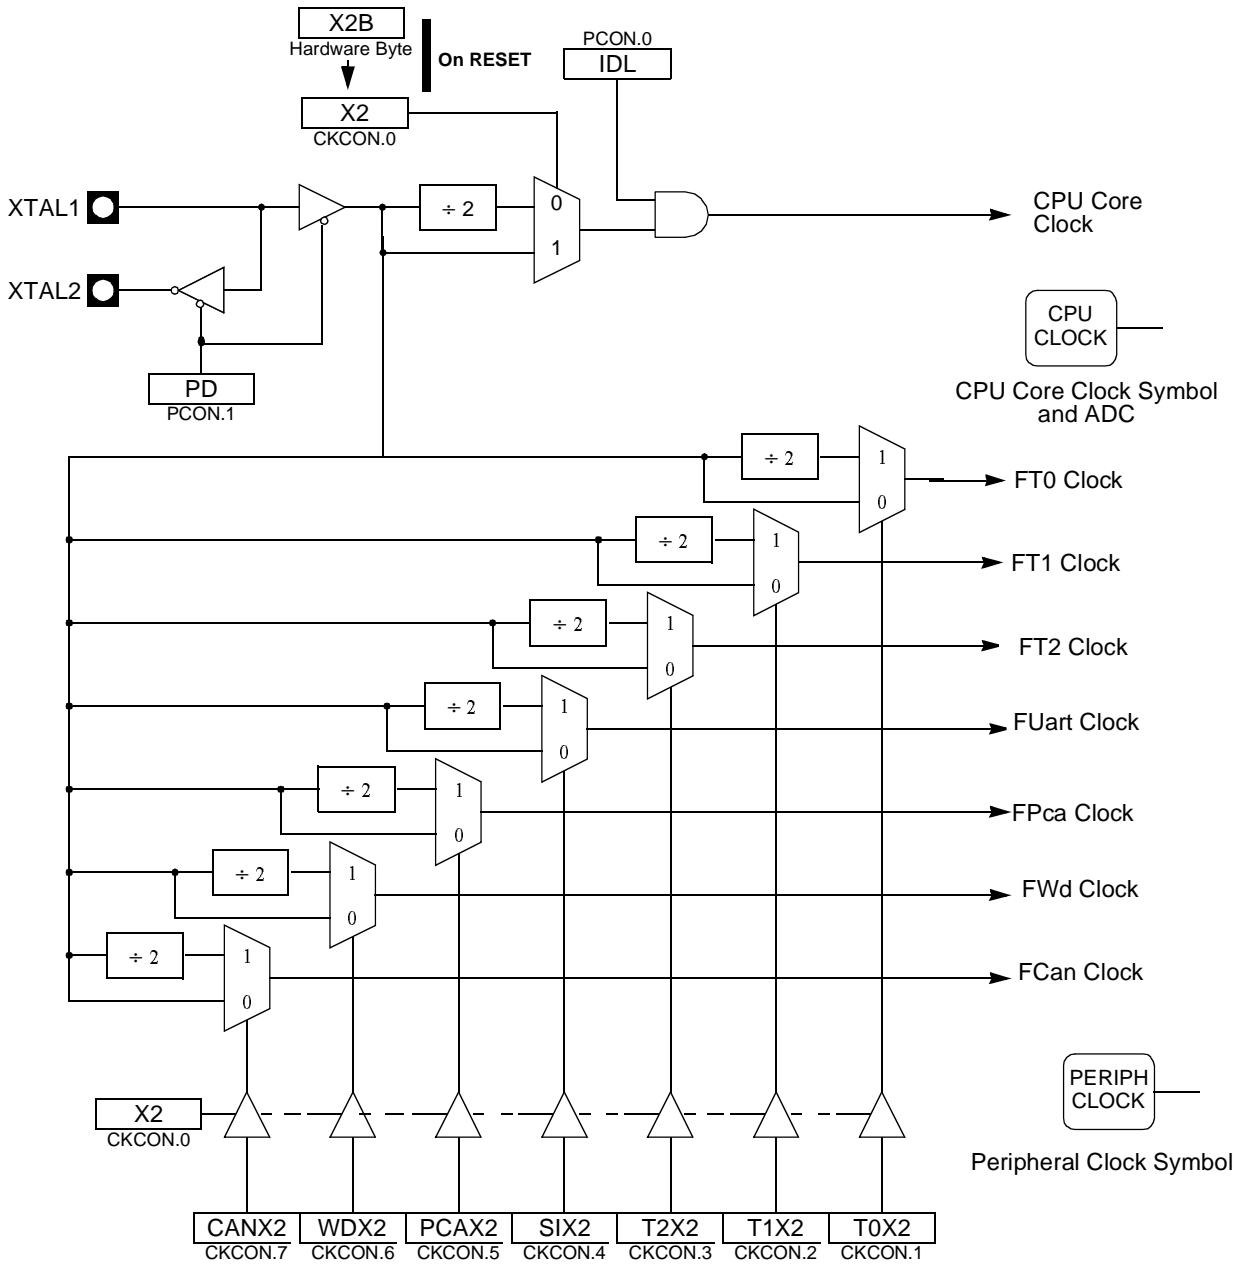 X2B
Hardware Byte
On RESET
PCON.0
IDL
X2
CKCON.0
XTAL1
÷ 2
0
1
CPU Core
Clock
XTAL2
CPU
CLOCK
PD
PCON.1
CPU Core Clock Symbol
and ADC
÷ 2
1
0
FT0 Clock
÷ 2
1
0
FT1 Clock
÷ 2
1
0
FT2 Clock
÷ 2
1
0
FUart Clock
÷ 2
1
0
FPca Clock
÷ 2
1
0
FWd Clock
÷ 2
1
0
FCan Clock
PERIPH
CLOCK
X2
CKCON.0
Peripheral Clock Symbol
CANX2
CKCON.7
WDX2
CKCON.6
PCAX2
CKCON.5
SIX2
CKCON.4
T2X2
CKCON.3
T1X2
CKCON.2
T0X2
CKCON.1